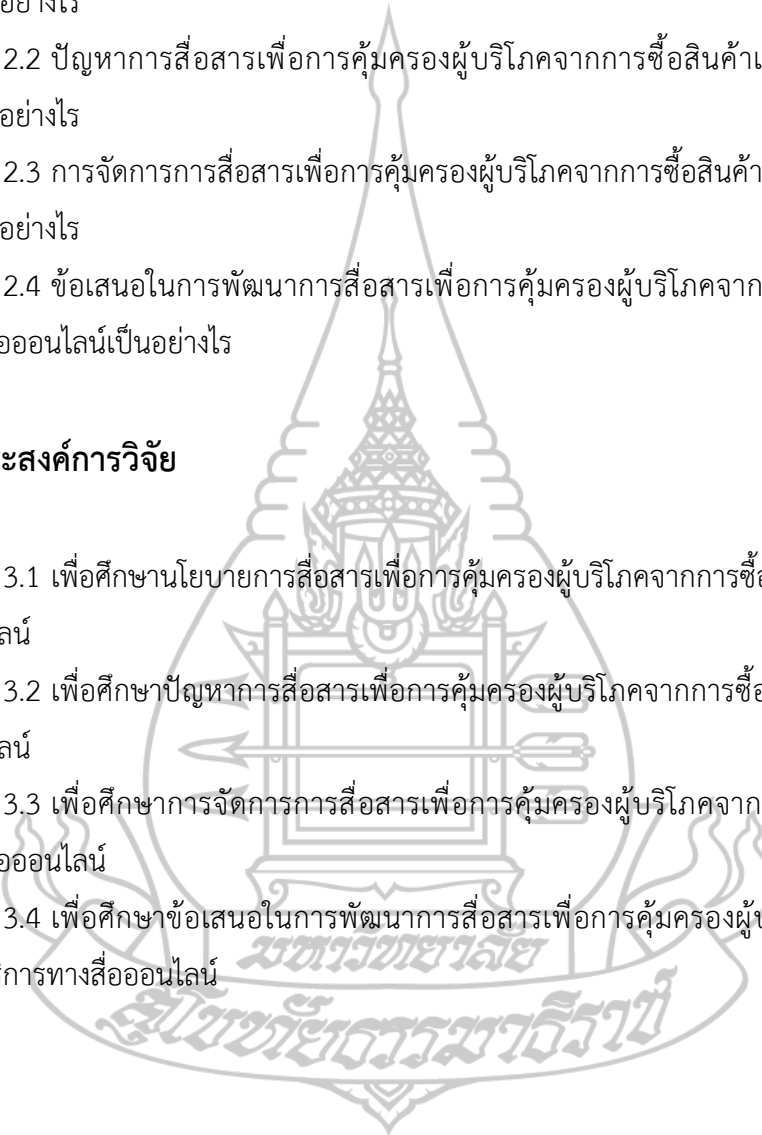 อย่างไร
2.2 ปัญหาการสื่อสารเพื่อการคุ้มครองผู้บริโภคจากการซื้อสินค้า
อย่างไร
2.3 การจัดการการสื่อสารเพื่อการคุ้มครองผู้บริโภคจากการซื้อสินค้า
อย่างไร
2.4 ข้อเสนอในการพัฒนาการสื่อสารเพื่อการคุ้มครองผู้บริโภคจาก
อออนไลน์เป็นอย่างไร
ะสงค์การวิจัย
3.1 เพื่อศึกษานโยบายการสื่อสารเพื่อการคุ้มครองผู้บริโภคจากการซื้อ
ลน์
3.2 เพื่อศึกษาปัญหาการสื่อสารเพื่อการคุ้มครองผู้บริโภคจากการซื้อ
ลน์
3.3 เพื่อศึกษาการจัดการการสื่อสารเพื่อการคุ้มครองผู้บริโภคจาก
อออนไลน์
3.4 เพื่อศึกษาข้อเสนอในการพัฒนาการสื่อสารเพื่อการคุ้มครองผู้บ
ิการทางสื่อออนไลน์
มหาวิทยาลัย
สุโขทัยธรรมาธิราช